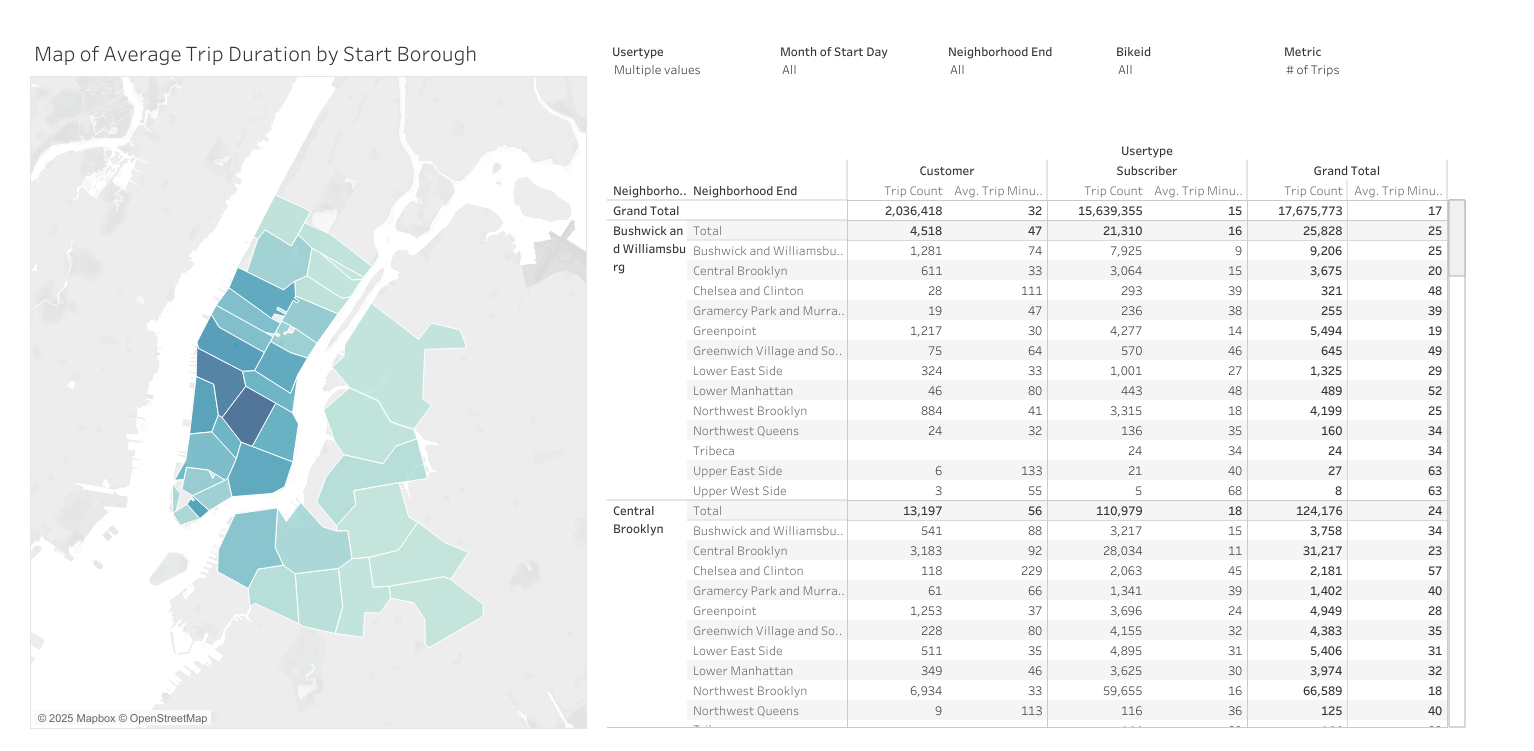 Map of Average Trip Duration by Start Borough
© 2025 Mapbox © OpenStreetMap
Usertype Month of Start Day Neighborhood End Bikeid Metric
Multiple values All All All # of Trips
Usertype
Customer Subscriber Grand Total
Neighborho.. Neighborhood End Trip Count Avg. Trip Minu.. Trip Count Avg. Trip Minu.. Trip Count Avg. Trip Minu..
Grand Total 2,036,418 32 15,639,355 15 17,675,773 17
Bushwick an Total 4,518 47 21,310 16 25,828 25
d Williamsbu Bushwick and Williamsbu.. 1,281 74 7,925 9 9,206 25
rg Central Brooklyn 611 33 3,064 15 3,675 20
Chelsea and Clinton 28 111 293 39 321 48
Gramercy Park and Murra.. 19 47 236 38 255 39
Greenpoint 1,217 30 4,277 14 5,494 19
Greenwich Village and So.. 75 64 570 46 645 49
Lower East Side 324 33 1,001 27 1,325 29
Lower Manhattan 46 80 443 48 489 52
Northwest Brooklyn 884 41 3,315 18 4,199 25
Northwest Queens 24 32 136 35 160 34
Tribeca 24 34 24 34
Upper East Side 6 133 21 40 27 63
Upper West Side 3 55 5 68 8 63
Central Total 13,197 56 110,979 18 124,176 24
Brooklyn Bushwick and Williamsbu.. 541 88 3,217 15 3,758 34
Central Brooklyn 3,183 92 28,034 11 31,217 23
Chelsea and Clinton 118 229 2,063 45 2,181 57
Gramercy Park and Murra.. 61 66 1,341 39 1,402 40
Greenpoint 1,253 37 3,696 24 4,949 28
Greenwich Village and So.. 228 80 4,155 32 4,383 35
Lower East Side 511 35 4,895 31 5,406 31
Lower Manhattan 349 46 3,625 30 3,974 32
Northwest Brooklyn 6,934 33 59,655 16 66,589 18
Northwest Queens 9 113 116 36 125 40